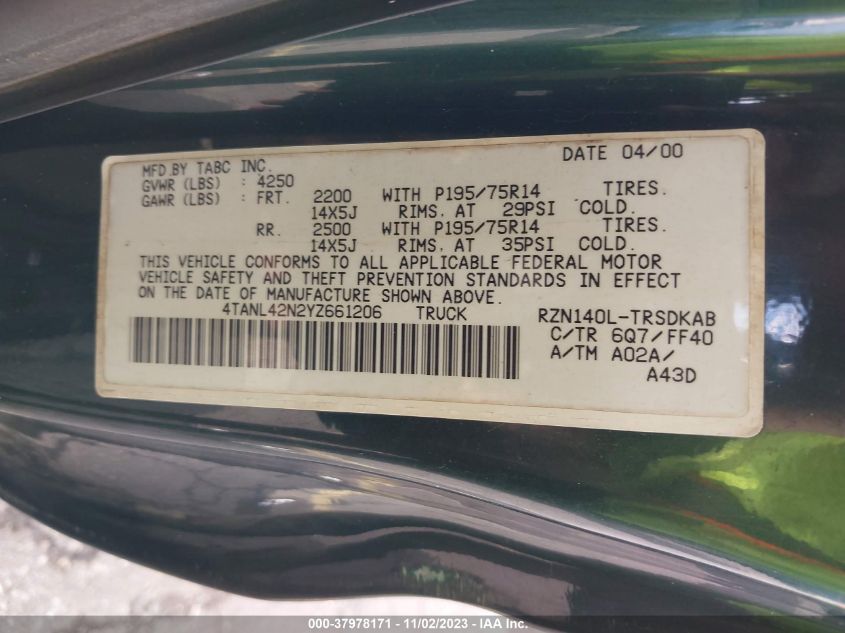 DATE 04/00
MFD.BY TABC INC.
GVWR (LBS) : 4250
GAWR (LBS) : FRT. 2200 WITH P195/75R14 TIRES.
14X5J RIMS. AT 29PSI COLD.
RR. 2500 WITH P195/75R14 TIRES.
14X5J RIMS. AT 35PSI COLD.
THIS VEHICLE CONFORMS TO ALL APPLICABLE FEDERAL MOTOR
VEHICLE SAFETY AND THEFT PREVENTION STANDARDS IN EFFECT
ON THE DATE OF MANUFACTURE SHOWN ABOVE.
4TANL42N2YZ661206 TRUCK RZN140L-TRSDKAB
C/TR 6Q7/FF40
A/TM A02A/
A43D
000-37978171 - 11/02/2023 - IAA Inc.